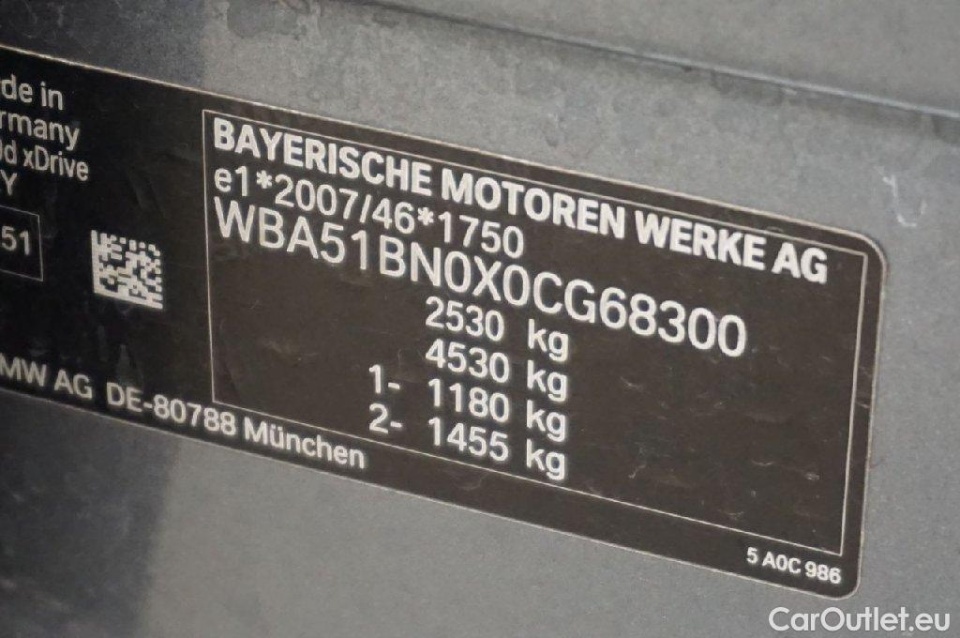 de in
rmany
d xDrive
Y
51
MW AG DE-80788 München
BAYERISCHE MOTOREN WERKE AG
e1*2007/46*1750
WBA51BN0X0CG68300
2530 kg
4530 kg
1- 1180 kg
2- 1455 kg
5 A0C 986
CarOutlet.eu